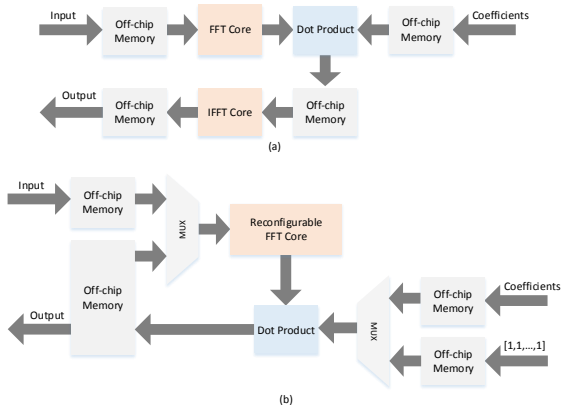 Input
Off-chip
Memory
FFT Core
Dot Product
Off-chip
Memory
Coefficients
Output
Off-chip
Memory
IFFT Core
Off-chip
Memory
(a)
Input
Off-chip
Memory
MUX
Reconfigurable
FFT Core
Off-chip
Memory
Output
Dot Product
MUX
Off-chip
Memory
Coefficients
Off-chip
Memory
[1,1,...,1]
(b)